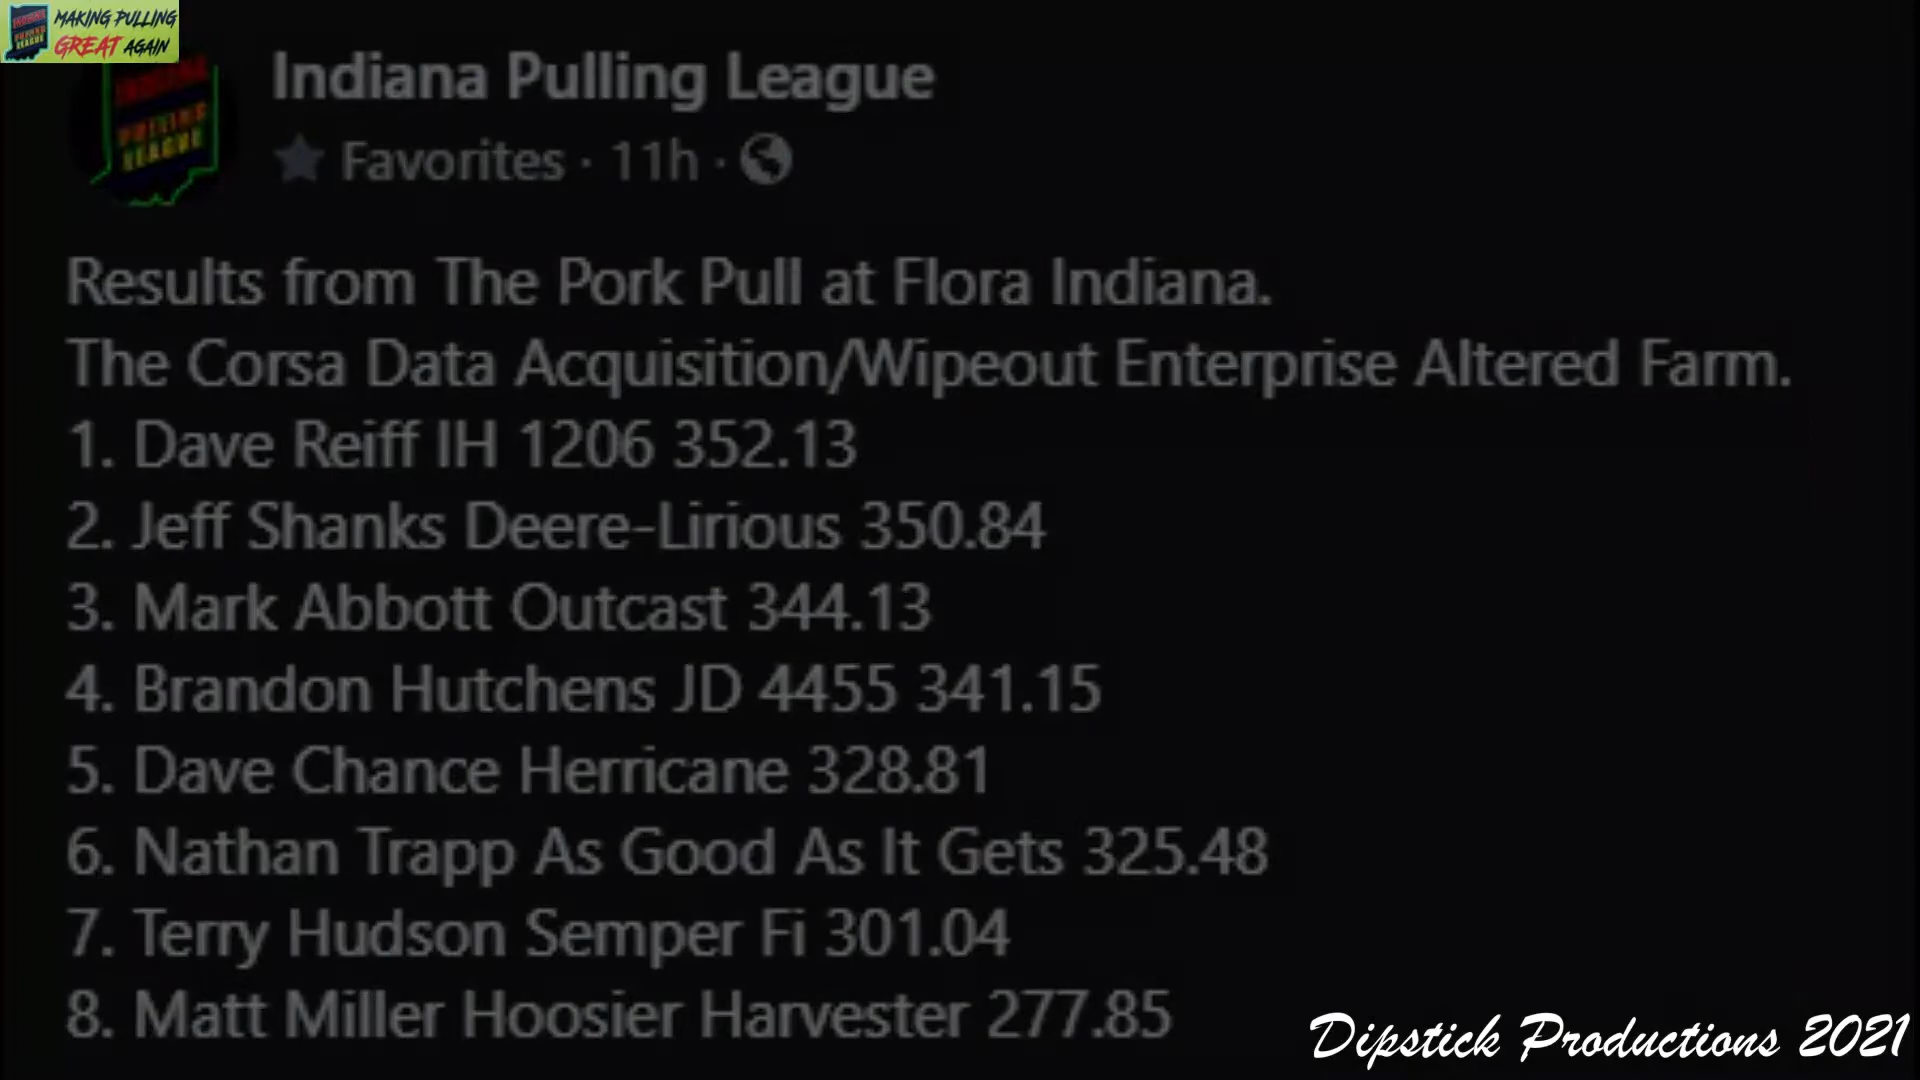 MAKING PULLING
GREAT AGAIN
INDIANA
PULLING
LEAGUE
Indiana Pulling League
Favorites · 11h ·
Results from The Pork Pull at Flora Indiana.
The Corsa Data Acquisition/Wipeout Enterprise Altered Farm.
1. Dave Reiff IH 1206 352.13
2. Jeff Shanks Deere-Lirious 350.84
3. Mark Abbott Outcast 344.13
4. Brandon Hutchens JD 4455 341.15
5. Dave Chance Herricane 328.81
6. Nathan Trapp As Good As It Gets 325.48
7. Terry Hudson Semper Fi 301.04
8. Matt Miller Hoosier Harvester 277.85
Dipstick Productions 2021